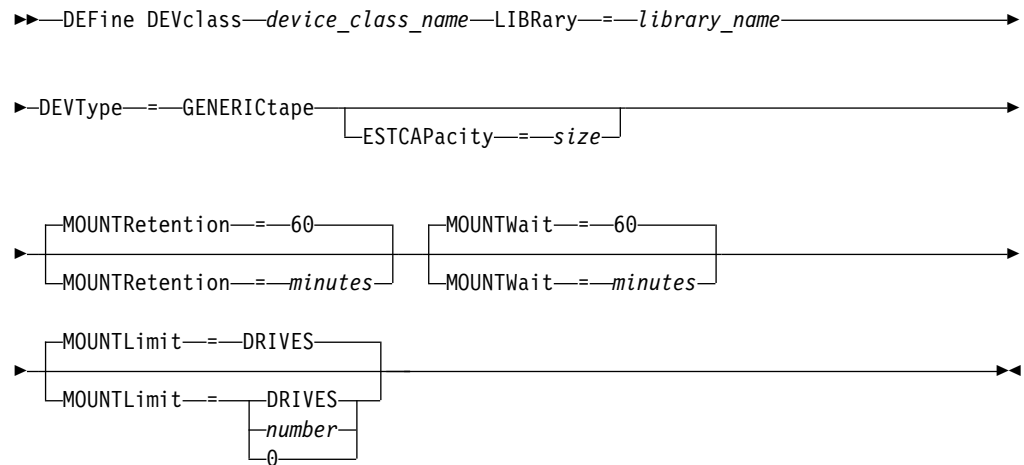 DEFine DEVclass device_class_name LIBRary = library_name
DEVType = GENERICtape
ESTCAPacity = size
MOUNTRetention = 60 MOUNTWait = 60
MOUNTRetention = minutes MOUNTWait = minutes
MOUNTLimit = DRIVES
MOUNTLimit = DRIVES
number
0